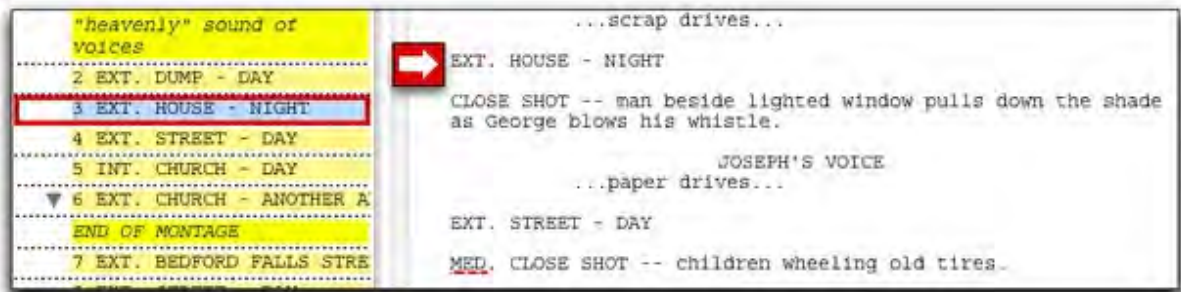 "heavenly" sound of
voices
2 EXT. DUMP - DAY
3 EXT. HOUSE - NIGHT
4 EXT. STREET - DAY
5 INT. CHURCH - DAY
6 EXT. CHURCH - ANOTHER A
END OF MONTAGE
7 EXT. BEDFORD FALLS STRE
...scrap drives...
EXT. HOUSE - NIGHT
CLOSE SHOT -- man beside lighted window pulls down the shade
as George blows his whistle.
JOSEPH'S VOICE
...paper drives...
EXT. STREET - DAY
MED. CLOSE SHOT -- children wheeling old tires.